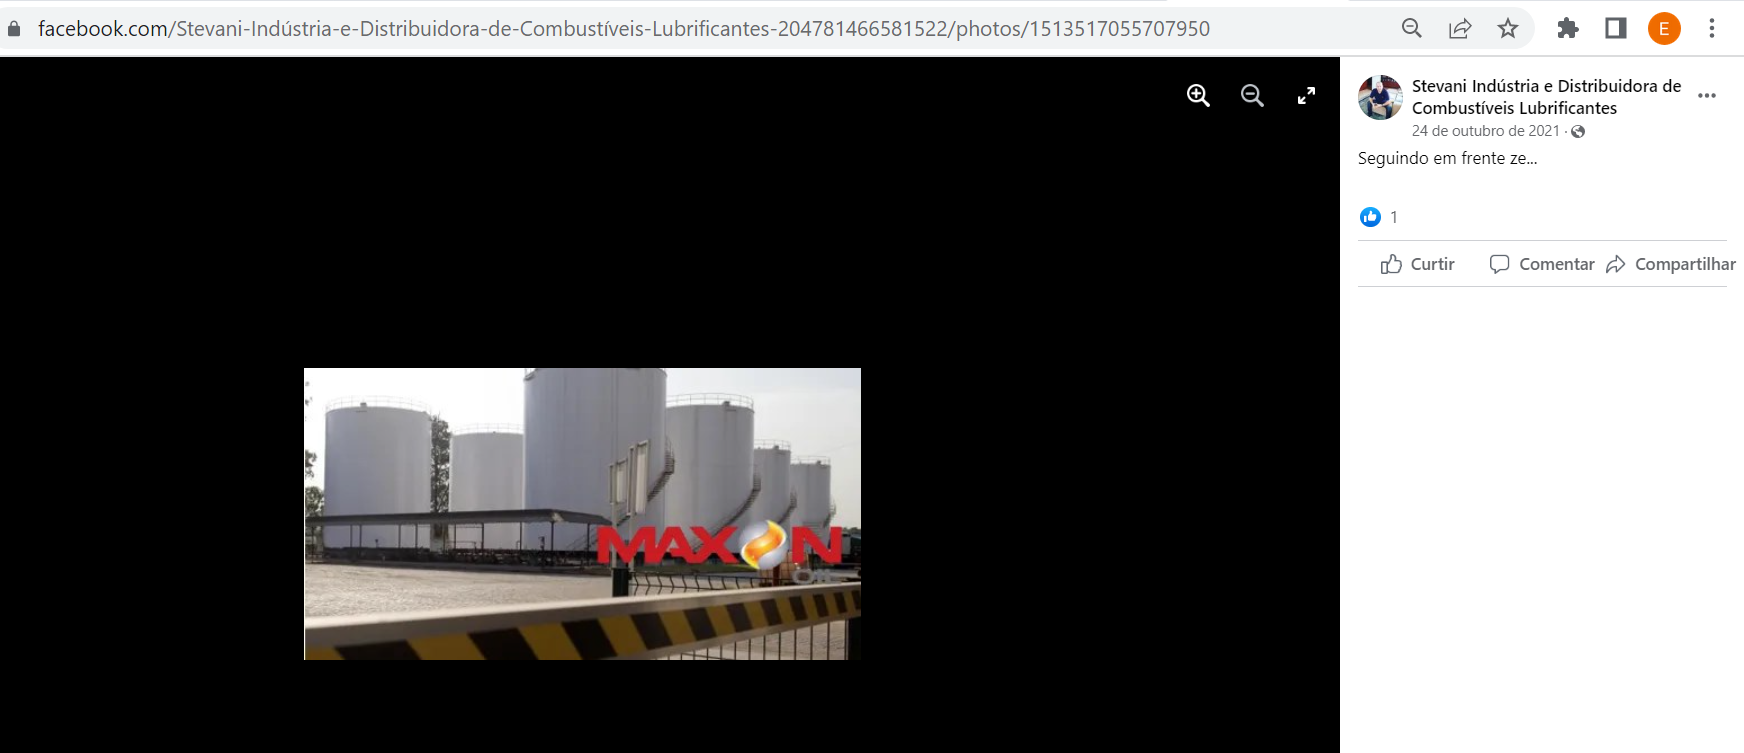 facebook.com/Stevani-Indústria-e-Distribuidora-de-Combustíveis-Lubrificantes-204781466581522/photos/1513517055707950
E
Stevani Indústria e Distribuidora de
Combustíveis Lubrificantes
24 de outubro de 2021 ·
Seguindo em frente ze...
1
Curtir
Comentar
Compartilhar
MAXON
OIL